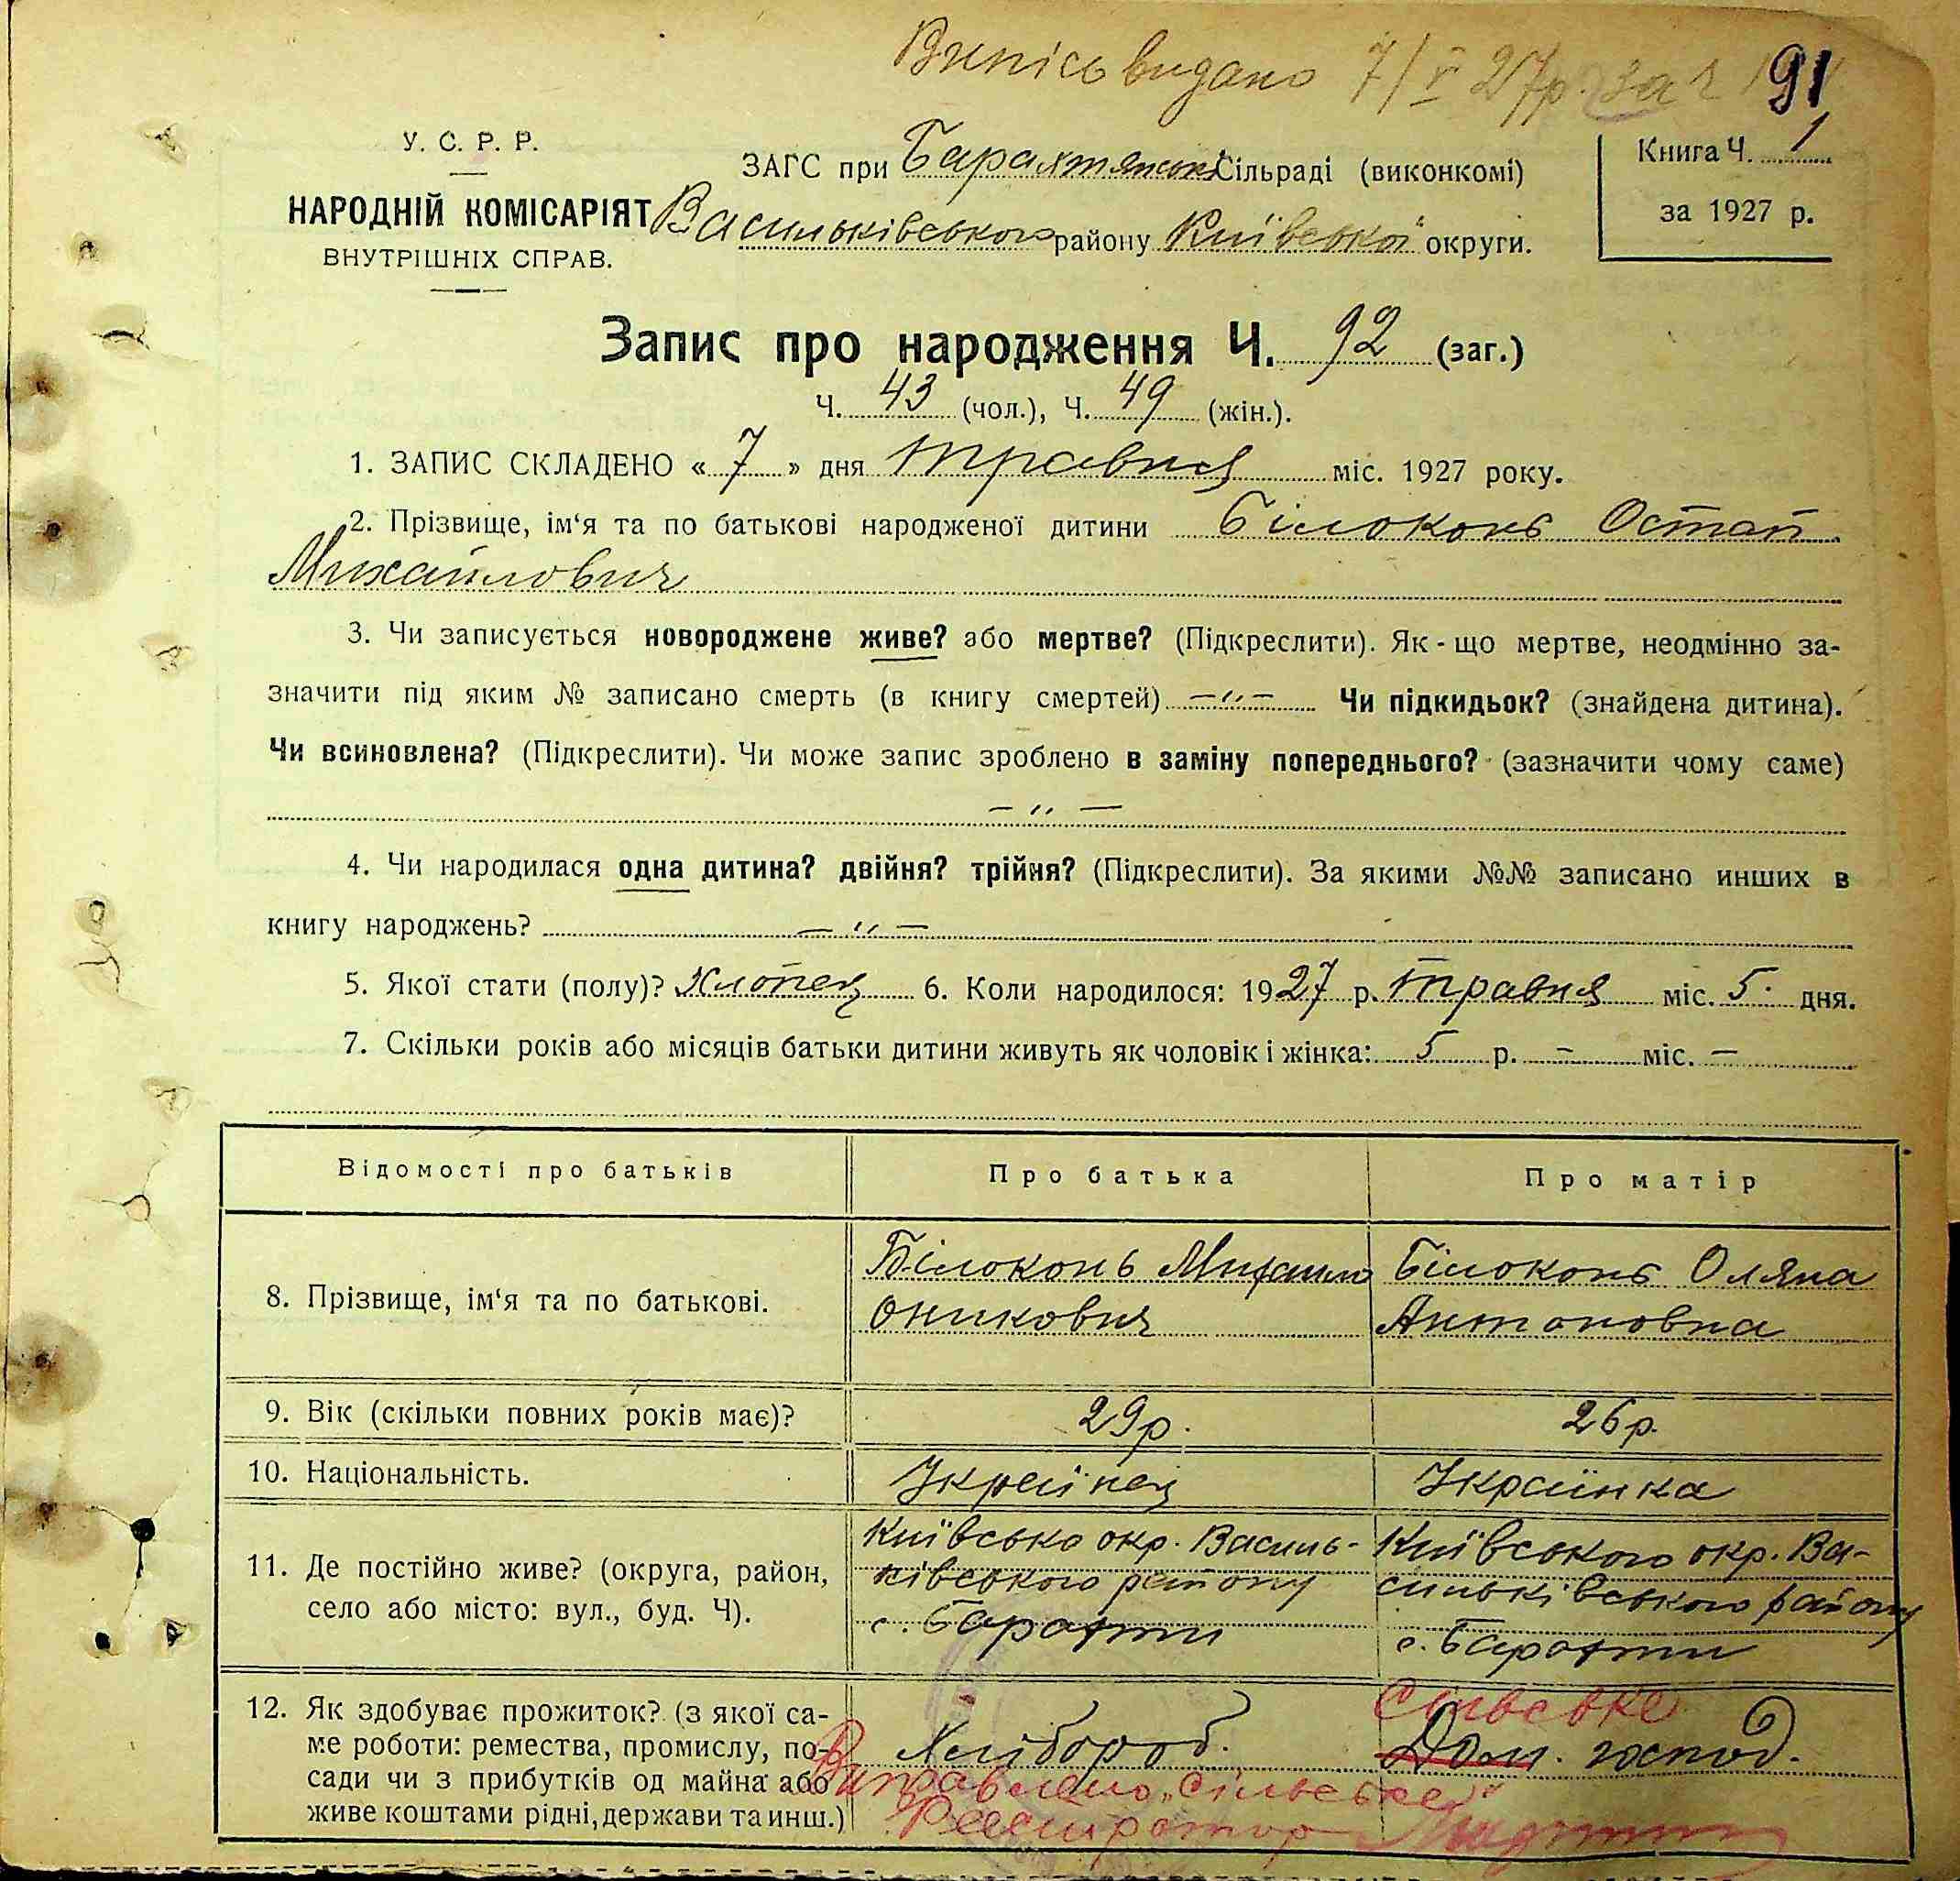 Випись видано 7/V 27р. за ч
91
У. С. Р. Р.
НАРОДНІЙ КОМІСАРІЯТ
ВНУТРІШНІХ СПРАВ.
ЗАГС при Барахтянській Сільраді (виконкомі)
Васильківського району Київської округи.
Книга Ч. 1
за 1927 р.
Запис про народження Ч. 92 (заг.)
Ч. 43 (чол.), Ч. 49 (жін.).
1. ЗАПИС СКЛАДЕНО « 7 » дня травня міс. 1927 року.
2. Прізвище, ім‘я та по батькові народженої дитини Білоконь Остап
Михайлович
3. Чи записується новороджене живе? або мертве? (Підкреслити). Як - що мертве, неодмінно за-
значити під яким № записано смерть (в книгу смертей) — „ — Чи підкидьок? (знайдена дитина).
Чи всиновлена? (Підкреслити). Чи може запис зроблено в заміну попереднього? (зазначити чому саме)
— „ —
4. Чи народилася одна дитина? двійня? трійня? (Підкреслити). За якими №№ записано инших в
книгу народжень? — „ —
5. Якої стати (полу)? Хлопець 6. Коли народилося: 1927 р. травня міс. 5 дня.
7. Скільки років або місяців батьки дитини живуть як чоловік і жінка: 5 р. — міс. —
Відомості про батьків Про батька Про матір
8. Прізвище, ім‘я та по батькові.
Білоконь Михайло
Оникович
Білоконь Оляна
Антоновна
9. Вік (скільки повних років має)? 29р. 26р.
10. Національність. Українець Українка
11. Де постійно живе? (округа, район,
село або місто: вул., буд. Ч).
Київсько окр. Василь-
ківського району
с. Барахти
Київського окр. Ва-
сильківського району
с. Барахти
12. Як здобуває прожиток? (з якої са-
ме роботи: ремества, промислу, по-
сади чи з прибутків од майна або
живе коштами рідні, держави та инш.)
Хлібороб.
Сільське
Дом. господ.
Виправлено „Сільське"
Реєстратор